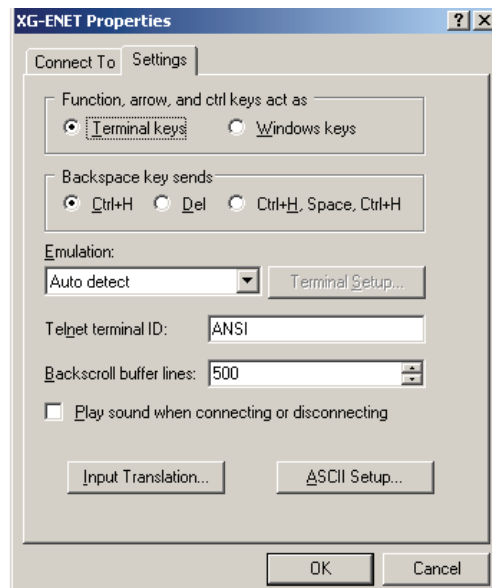 XG-ENET Properties
Connect To Settings
Function, arrow, and ctrl keys act as
Terminal keys Windows keys
Backspace key sends
Ctrl+H Del Ctrl+H, Space, Ctrl+H
Emulation:
Auto detect Terminal Setup...
Telnet terminal ID: ANSI
Backscroll buffer lines: 500
Play sound when connecting or disconnecting
Input Translation... ASCII Setup...
OK Cancel